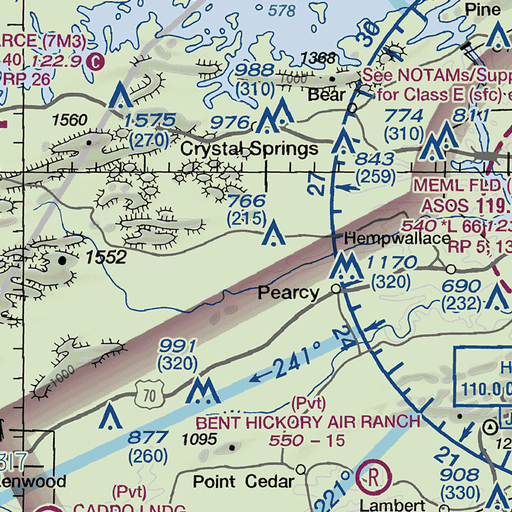 578
Pine
30
ARCE (7M3)
40 122.9 C
RP 26
988
(310)
1000
1368
See NOTAMs/Supp
for Class E (sfc) e
Bear
1575
(270)
1560
976
774
(310)
811
Crystal Springs
843
(259)
27
MEML FLD (
ASOS 119
540 *L 66 123
RP 5, 13
766
(215)
Hempwallace
1552
1170
(320)
Pearcy
690
(232)
24
991
(320)
1000
←241°
70
H
110.0
(Pvt)
BENT HICKORY AIR RANCH
550 - 15
877
(260)
1095
J
12
317
Glenwood
Point Cedar
21
908
(330)
R
221°
(Pvt)
CADDO LNDG
Lambert